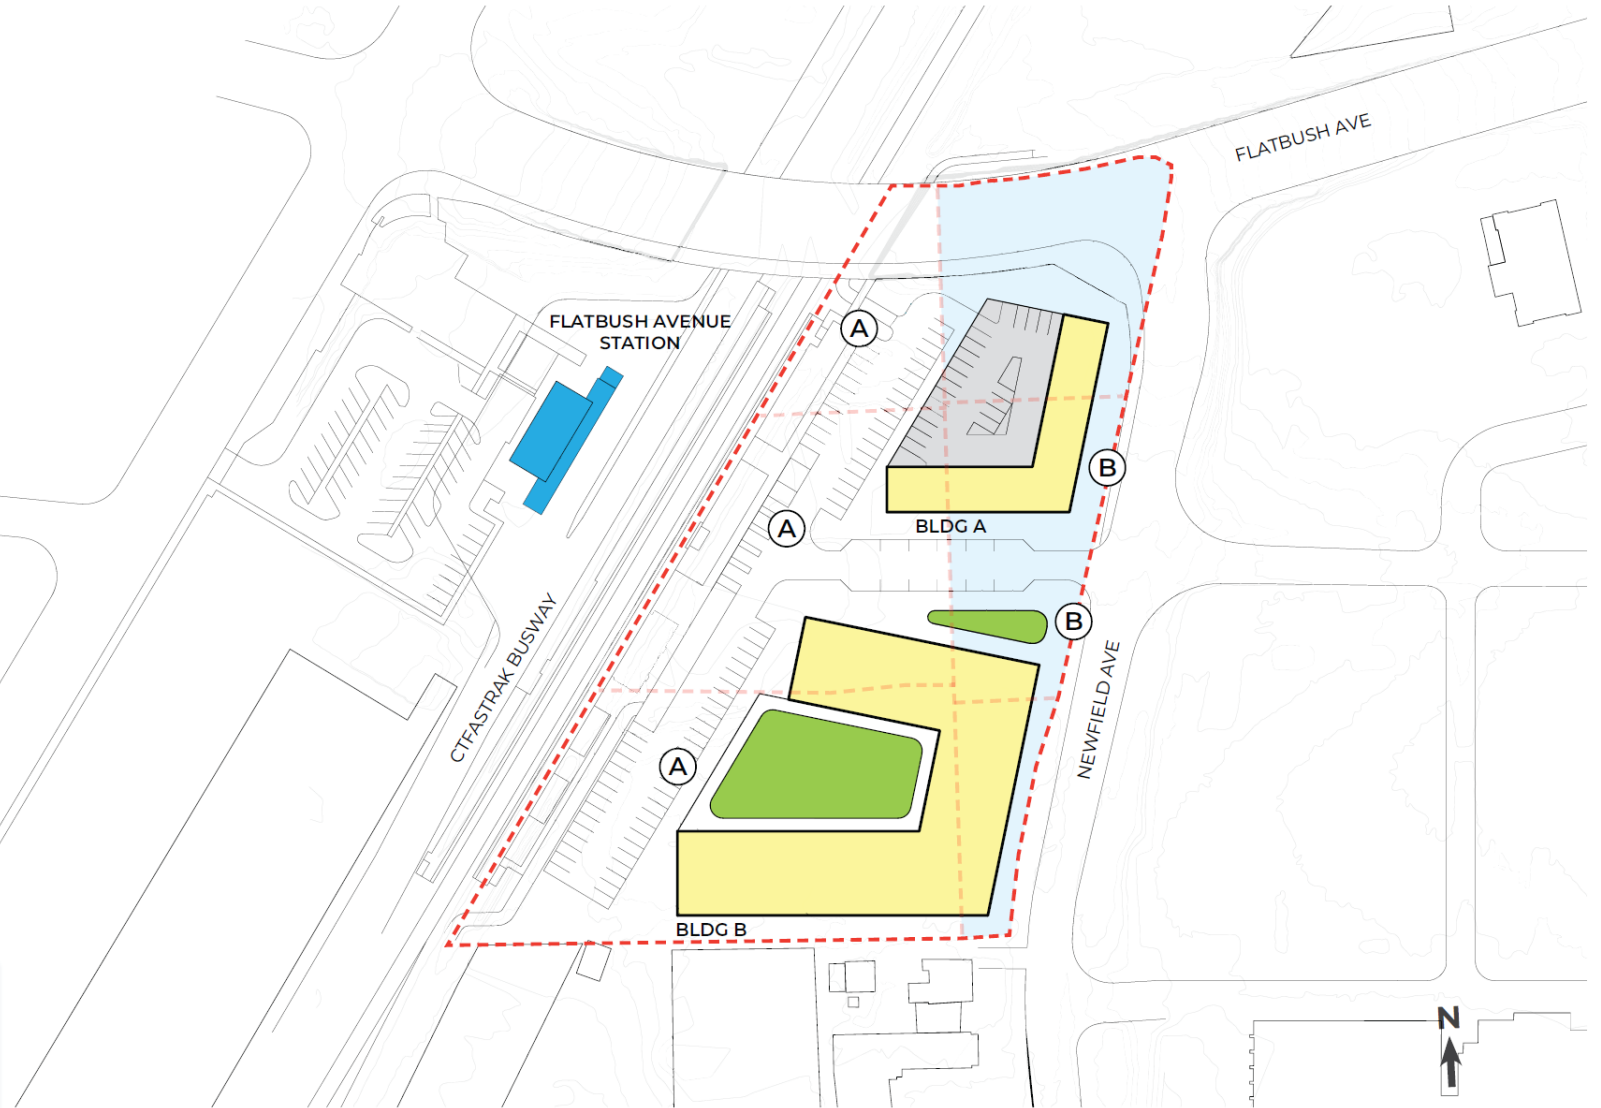 FLATBUSH AVE
FLATBUSH AVENUE
STATION
A
B
BLDG A
A
B
CTFASTRAK BUSWAY
NEWFIELD AVE
A
BLDG B
N